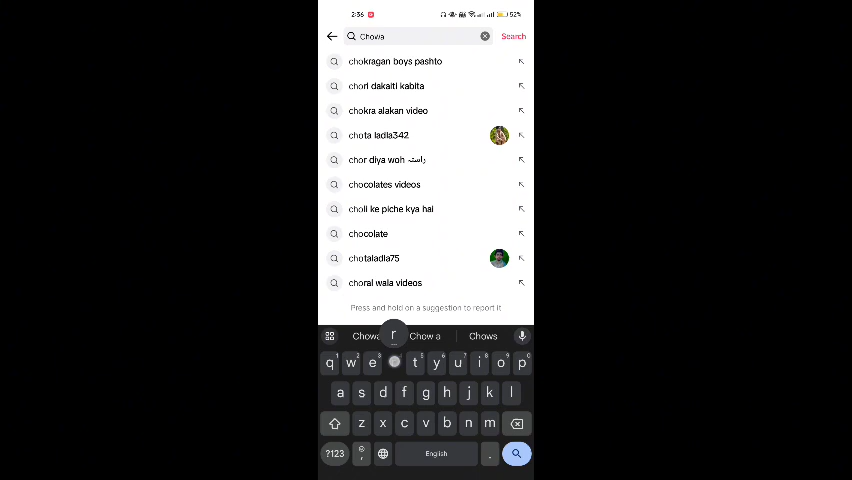 2:36 52%
Chowa Search
chokragan boys pashto
chori dakaiti kabita
chokra alakan video
chota ladla342
chor diya woh راستہ
chocolates videos
choli ke piche kya hai
chocolate
chotaladla75
choral wala videos
Press and hold on a suggestion to report it
Chowa r Chow a Chows
q w e t y u i o p
a s d f g h j k l
z x c v b n m
?123 , English .